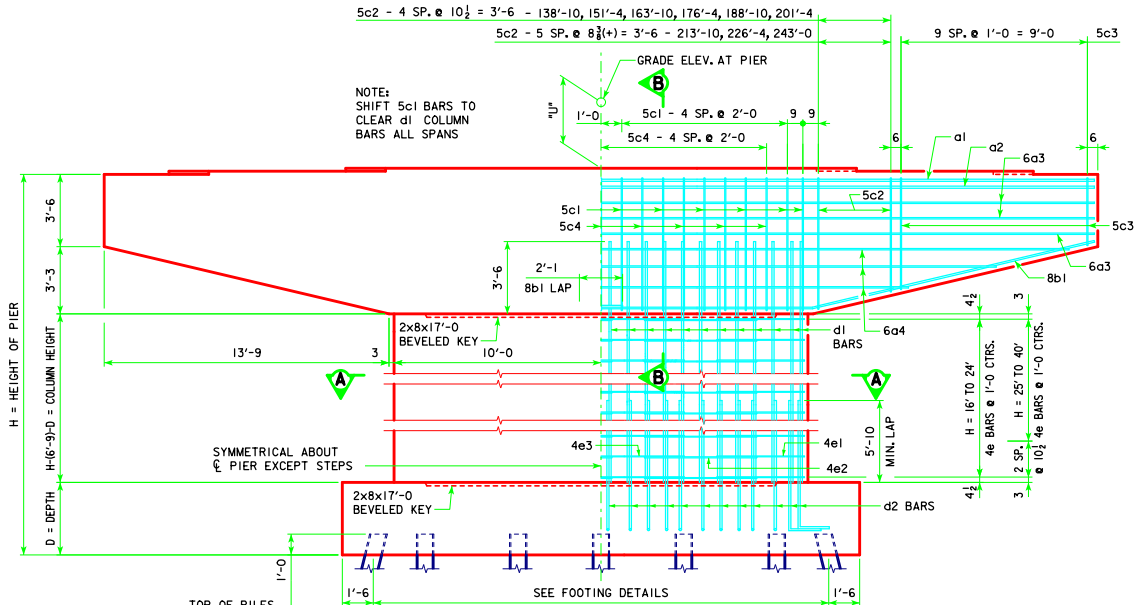 5c2 - 4 SP. @ 10½ = 3'-6 - 138'-10, 151'-4, 163'-10, 176'-4, 188'-10, 201'-4
5c2 - 5 SP. @ 8⅜(+) = 3'-6 - 213'-10, 226'-4, 243'-0
9 SP. @ 1'-0 = 9'-0
5c3
GRADE ELEV. AT PIER
B
NOTE:
SHIFT 5c1 BARS TO
CLEAR d1 COLUMN
BARS ALL SPANS
"U"
1'-0
5c1 - 4 SP. @ 2'-0
9
9
5c4 - 4 SP. @ 2'-0
6
6
a1
a2
6a3
5c2
5c1
5c4
5c3
6a3
8b1
6a4
3'-6
3'-3
3'-6
2'-1
8b1 LAP
2x8x17'-0
BEVELED KEY
d1
BARS
13'-9
3
10'-0
A
B
A
H = HEIGHT OF PIER
H-(6'-9)-D = COLUMN HEIGHT
D = DEPTH
4½
3
H = 16' TO 24'
4e BARS @ 1'-0 CTRS.
H = 25' TO 40'
4e BARS @ 1'-0 CTRS.
2 SP.
@ 10½
4½
3
5'-10
MIN. LAP
SYMMETRICAL ABOUT
℄ PIER EXCEPT STEPS
4e3
4e1
4e2
2x8x17'-0
BEVELED KEY
d2 BARS
1'-0
1'-6
SEE FOOTING DETAILS
1'-6
TOP OF PILES